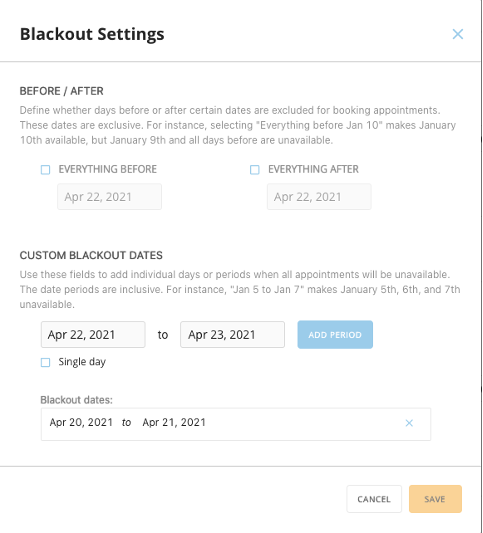 Blackout Settings
BEFORE / AFTER
Define whether days before or after certain dates are excluded for booking appointments.
These dates are exclusive. For instance, selecting "Everything before Jan 10" makes January
10th available, but January 9th and all days before are unavailable.
EVERYTHING BEFORE
EVERYTHING AFTER
Apr 22, 2021
Apr 22, 2021
CUSTOM BLACKOUT DATES
Use these fields to add individual days or periods when all appointments will be unavailable.
The date periods are inclusive. For instance, "Jan 5 to Jan 7" makes January 5th, 6th, and 7th
unavailable.
Apr 22, 2021 to Apr 23, 2021 ADD PERIOD
Single day
Blackout dates:
Apr 20, 2021 to Apr 21, 2021
CANCEL SAVE